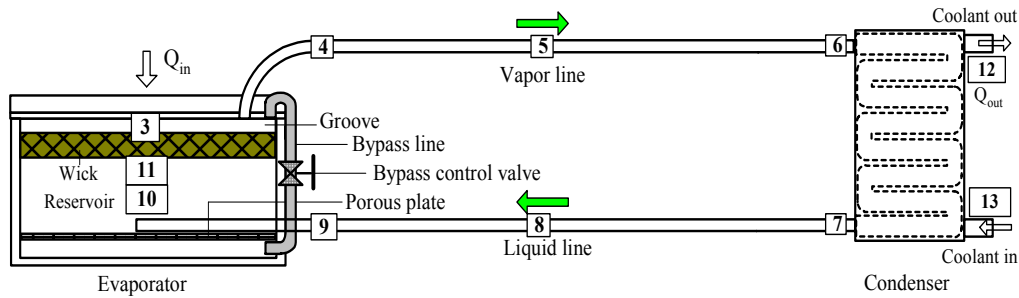 Coolant out
4
5
6
Q_in
Vapor line
12
Q_out
3
Groove
Bypass line
Wick
11
Bypass control valve
Reservoir
10
Porous plate
13
9
8
7
Liquid line
Coolant in
Evaporator
Condenser